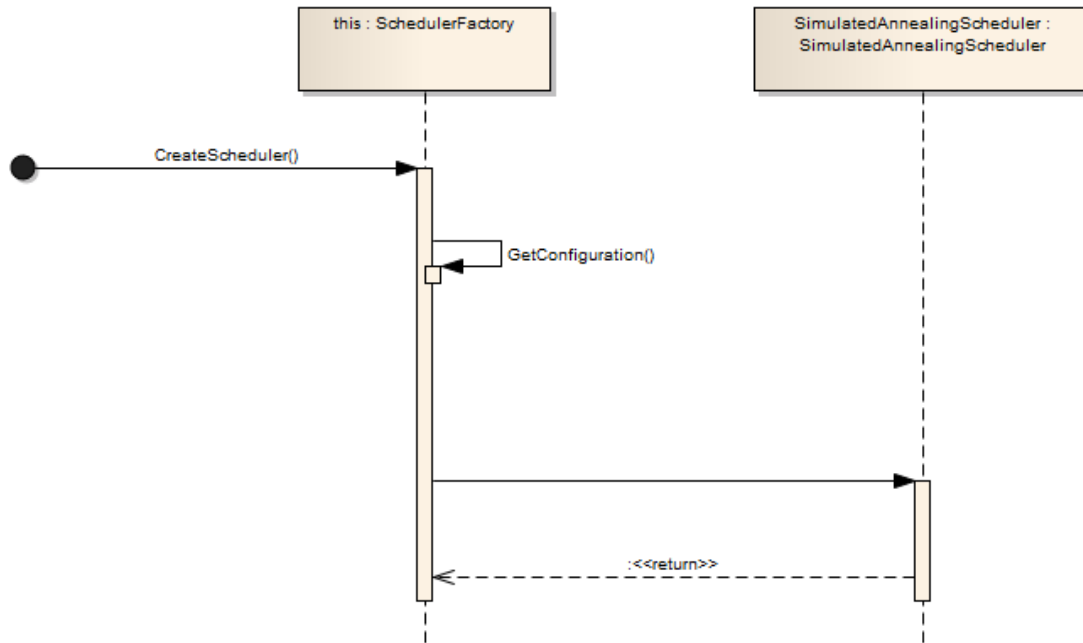 this : SchedulerFactory
SimulatedAnnealingScheduler :
SimulatedAnnealingScheduler
CreateScheduler()
GetConfiguration()
:<<return>>